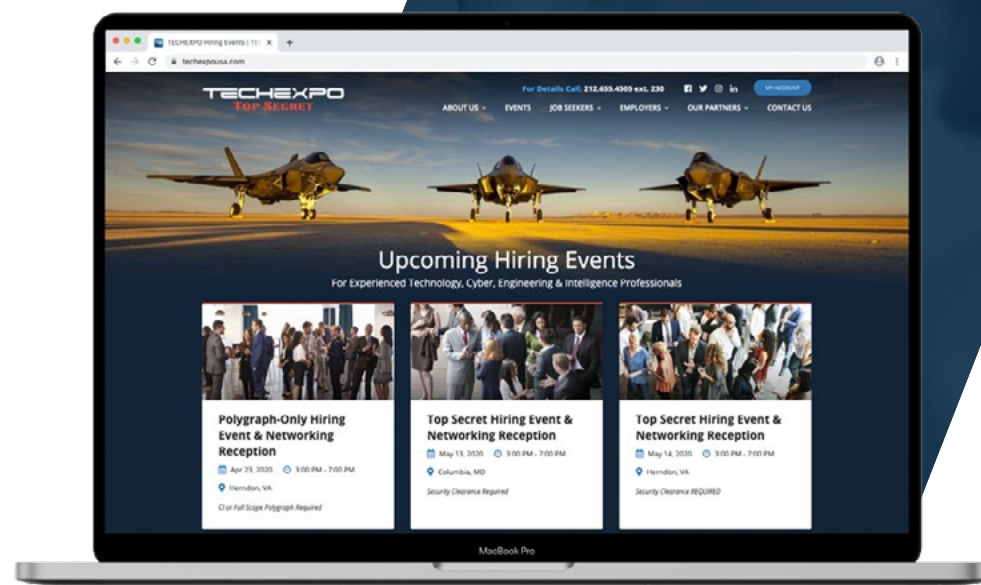 TECHEXPO Hiring Events | TE
techexpousa.com
TECHEXPO
TOP SECRET
For Details Call: 212.655.4505 ext. 230
MY ACCOUNT
ABOUT US
EVENTS
JOB SEEKERS
EMPLOYERS
OUR PARTNERS
CONTACT US
Upcoming Hiring Events
For Experienced Technology, Cyber, Engineering & Intelligence Professionals
Polygraph-Only Hiring
Event & Networking
Reception
Apr 23, 2020 3:00 PM - 7:00 PM
Herndon, VA
CI or Full Scope Polygraph Required
Top Secret Hiring Event &
Networking Reception
May 13, 2020 3:00 PM - 7:00 PM
Columbia, MD
Security Clearance Required
Top Secret Hiring Event &
Networking Reception
May 14, 2020 3:00 PM - 7:00 PM
Herndon, VA
Security Clearance REQUIRED
MacBook Pro